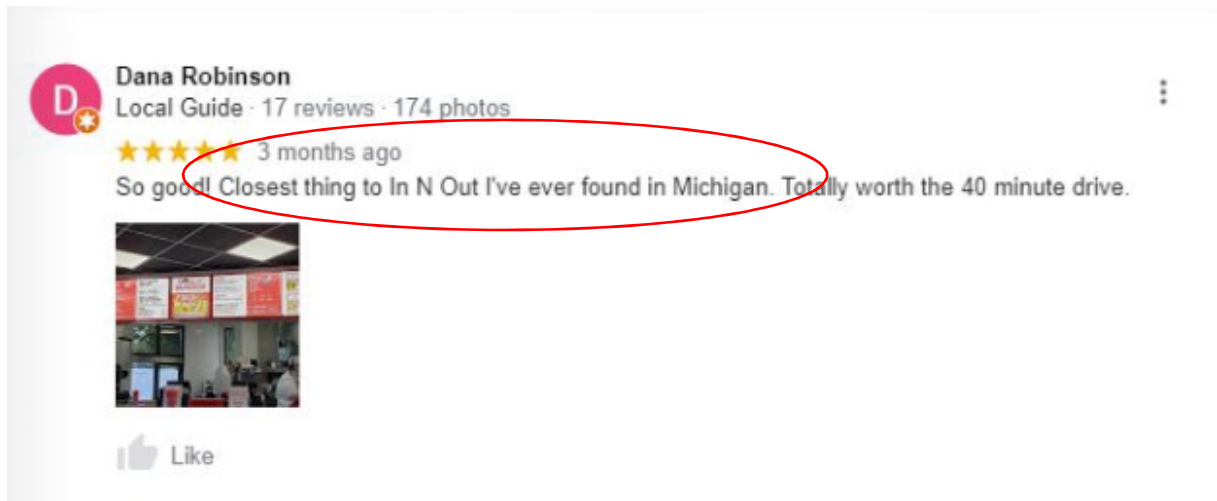 D
Dana Robinson
Local Guide · 17 reviews · 174 photos
3 months ago
So good! Closest thing to In N Out I've ever found in Michigan. Totally worth the 40 minute drive.
Like